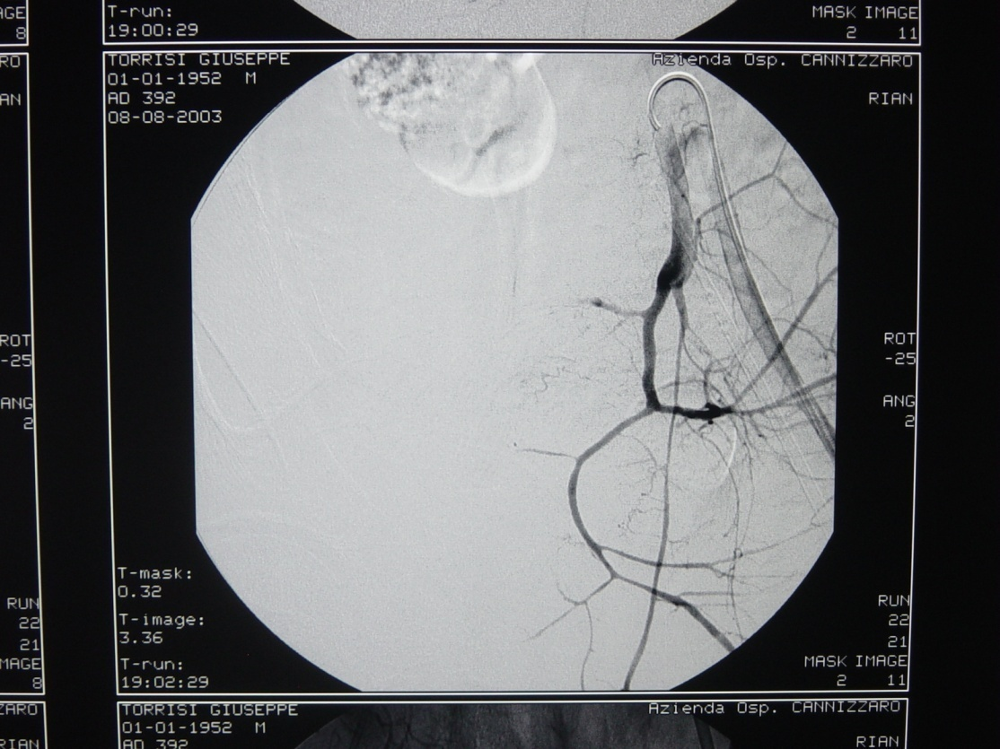 AGE
8
T-run:
19:00:29
MASK IMAGE
2 11
RO
AN
ROT
-25
ANG
2
RUN
22
21
MAGE
8
TORRISI GIUSEPPE
01-01-1952 M
AD 392
08-08-2003
Azienda Osp. CANNIZZARO
RIAN
ROT
-25
ANG
2
T-mask:
0.32
T-image:
3.36
T-run:
19:02:29
RUN
22
21
MASK IMAGE
2 11
ZARO
RIAN
TORRISI GIUSEPPE
01-01-1952 M
AD 392
Azienda Osp. CANNIZZARO
RIAN